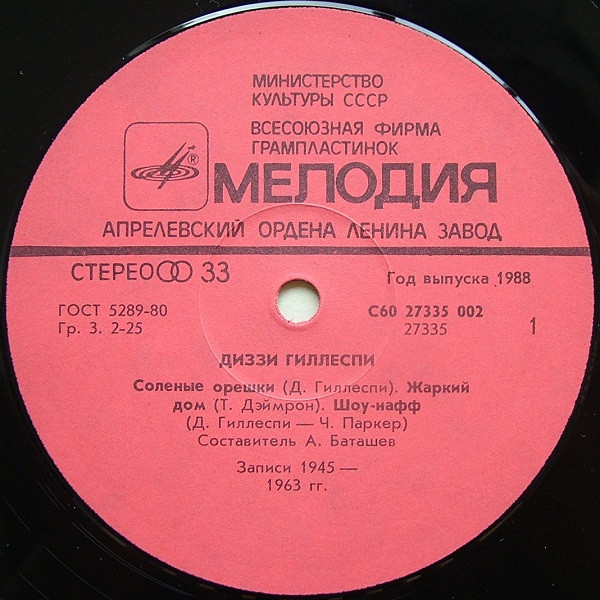 МИНИСТЕРСТВО
КУЛЬТУРЫ СССР
ВСЕСОЮЗНАЯ ФИРМА
ГРАМПЛАСТИНОК
® МЕЛОДИЯ
АПРЕЛЕВСКИЙ ОРДЕНА ЛЕНИНА ЗАВОД
СТЕРЕО 33
Год выпуска 1988
ГОСТ 5289-80
Гр. 3. 2-25
С60 27335 002
27335
1
ДИЗЗИ ГИЛЛЕСПИ
Соленые орешки (Д. Гиллеспи). Жаркий
дом (Т. Дэймрон). Шоу-нафф
(Д. Гиллеспи — Ч. Паркер)
Составитель А. Баташев
Записи 1945 —
1963 гг.